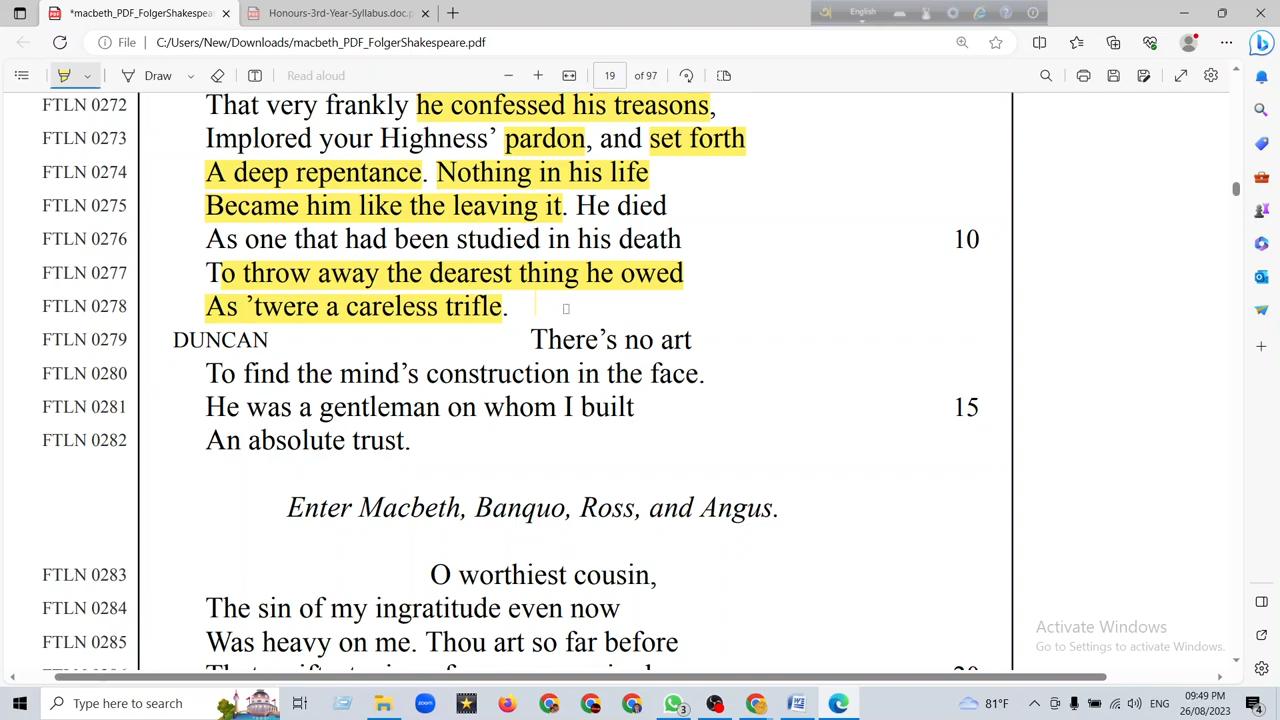 *macbeth_PDF_FolgerShakespea
Honours-3rd-Year-Syllabus.doc.p
English
File
C:/Users/New/Downloads/macbeth_PDF_FolgerShakespeare.pdf
Draw
Read aloud
19
of 97
FTLN 0272 That very frankly he confessed his treasons,
FTLN 0273 Implored your Highness’ pardon, and set forth
FTLN 0274 A deep repentance. Nothing in his life
FTLN 0275 Became him like the leaving it. He died
FTLN 0276 As one that had been studied in his death 10
FTLN 0277 To throw away the dearest thing he owed
FTLN 0278 As ’twere a careless trifle.
FTLN 0279 DUNCAN There’s no art
FTLN 0280 To find the mind’s construction in the face.
FTLN 0281 He was a gentleman on whom I built 15
FTLN 0282 An absolute trust.
Enter Macbeth, Banquo, Ross, and Angus.
FTLN 0283 O worthiest cousin,
FTLN 0284 The sin of my ingratitude even now
FTLN 0285 Was heavy on me. Thou art so far before
Activate Windows
Go to Settings to activate Windows.
Type here to search
zoom
3
81°F
ENG
09:49 PM
26/08/2023
4